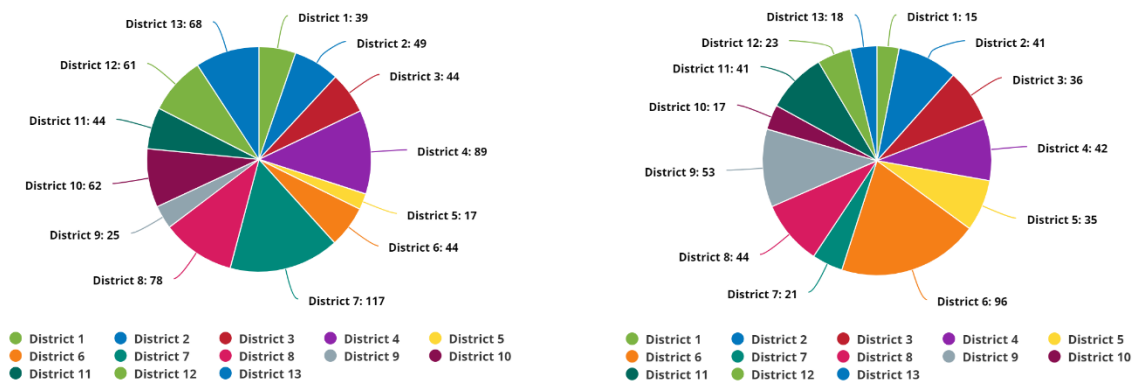 District 13: 68
District 1: 39
District 2: 49
District 12: 61
District 3: 44
District 11: 44
District 4: 89
District 10: 62
District 5: 17
District 9: 25
District 6: 44
District 8: 78
District 7: 117
District 1 District 2 District 3 District 4 District 5
District 6 District 7 District 8 District 9 District 10
District 11 District 12 District 13
District 13: 18
District 1: 15
District 12: 23
District 2: 41
District 11: 41
District 3: 36
District 10: 17
District 4: 42
District 9: 53
District 5: 35
District 8: 44
District 7: 21
District 6: 96
District 1 District 2 District 3 District 4 District 5
District 6 District 7 District 8 District 9 District 10
District 11 District 12 District 13